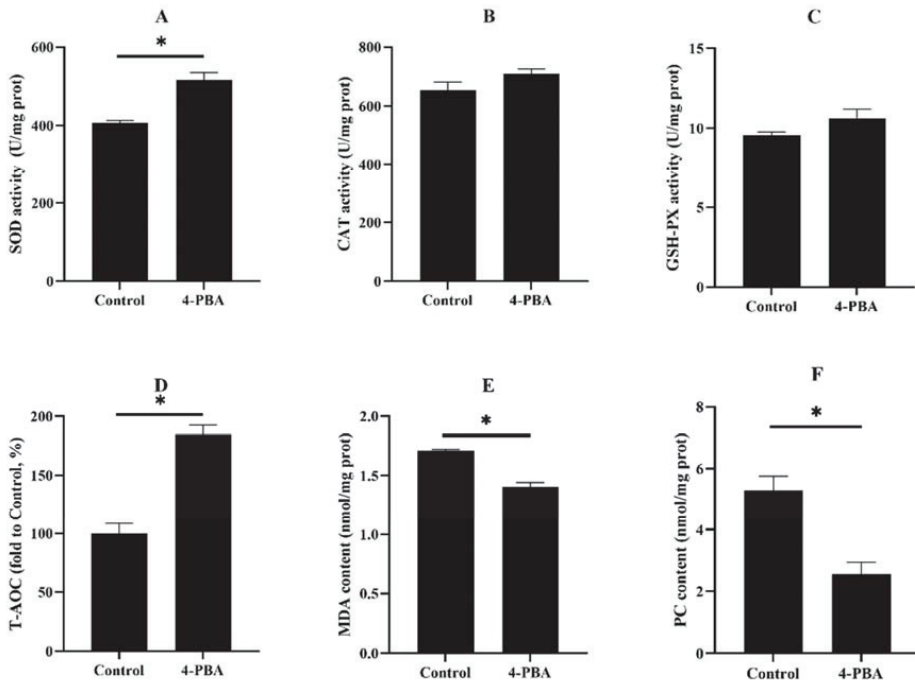 A
SOD activity (U/mg prot)
600
400
200
0
*
Control 4-PBA
B
CAT activity (U/mg prot)
800
600
400
200
0
Control 4-PBA
C
GSH-PX activity (U/mg prot)
15
10
5
0
Control 4-PBA
D
T-AOC (fold to Control, %)
200
150
100
50
0
*
Control 4-PBA
E
MDA content (nmol/mg prot)
2.0
1.5
1.0
0.5
0.0
*
Control 4-PBA
F
PC content (nmol/mg prot)
8
6
4
2
0
*
Control 4-PBA